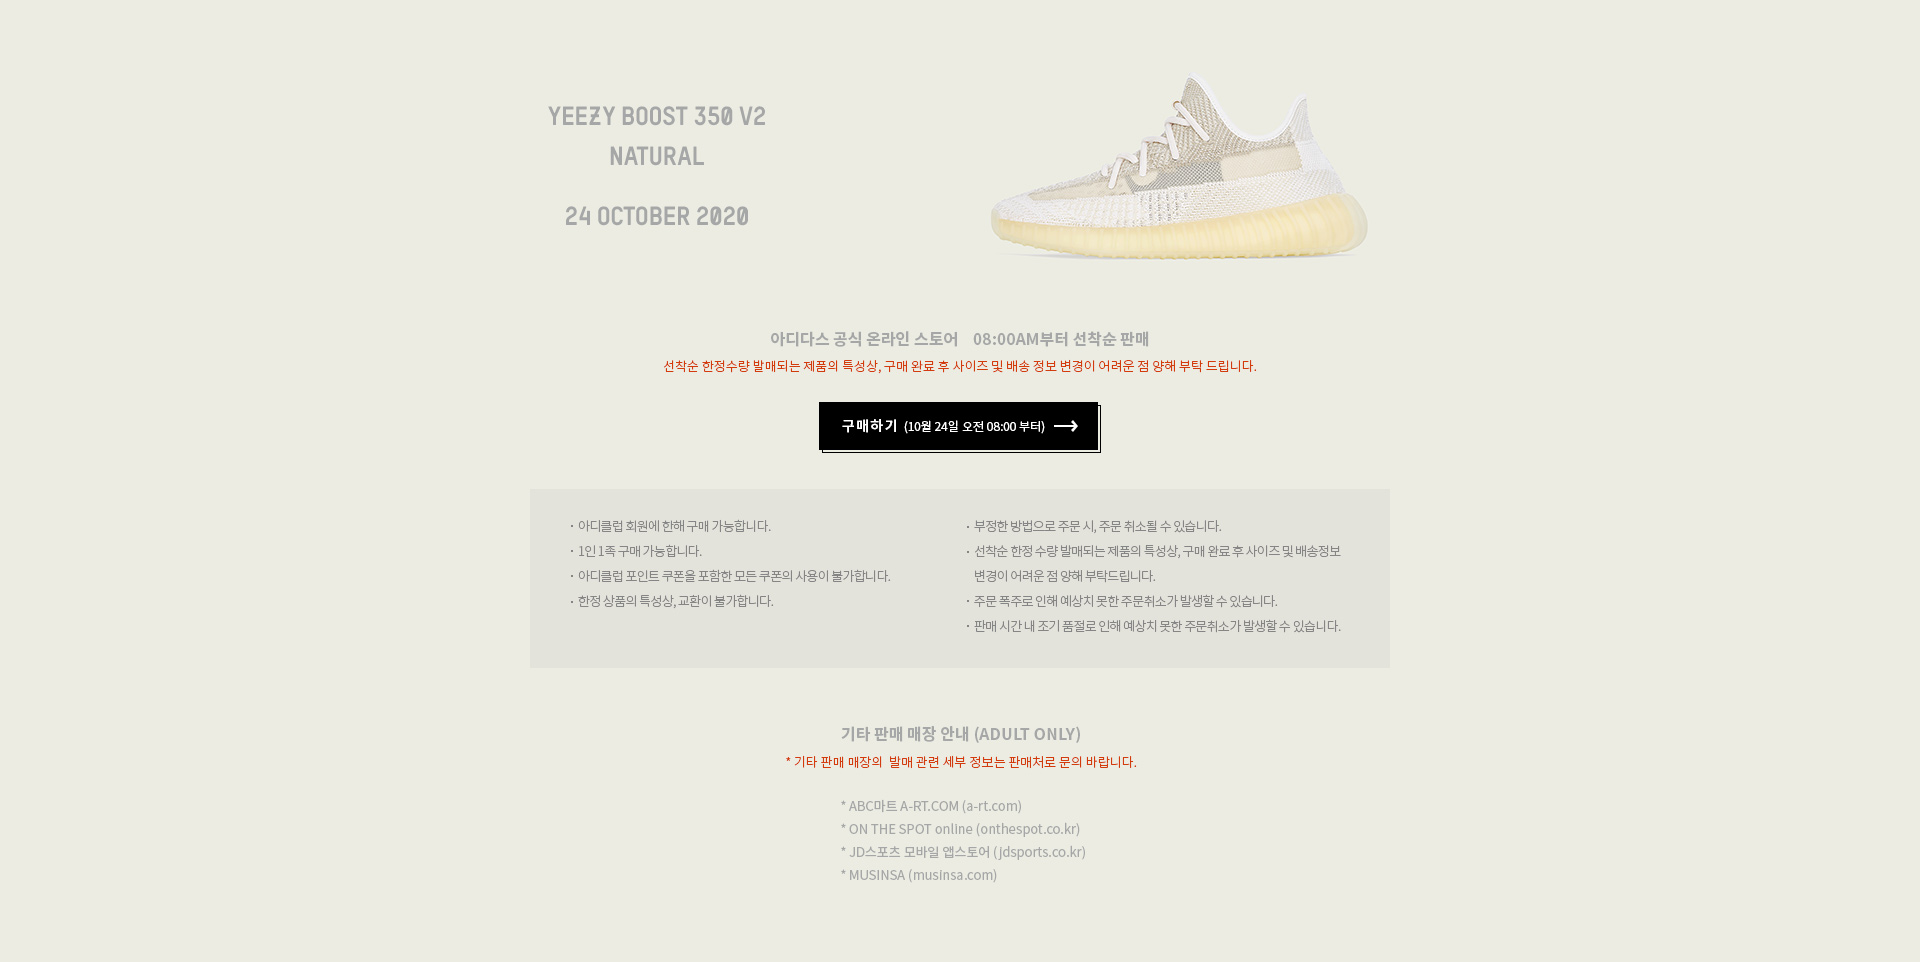 YEEZY BOOST 350 V2
NATURAL
24 OCTOBER 2020
아디다스 공식 온라인 스토어 08:00AM부터 선착순 판매
선착순 한정수량 발매되는 제품의 특성상, 구매 완료 후 사이즈 및 배송 정보 변경이 어려운 점 양해 부탁 드립니다.
구매하기 (10월 24일 오전 08:00 부터) →
· 아디클럽 회원에 한해 구매 가능합니다.
· 1인 1족 구매 가능합니다.
· 아디클럽 포인트 쿠폰을 포함한 모든 쿠폰의 사용이 불가합니다.
· 한정 상품의 특성상, 교환이 불가합니다.
· 부정한 방법으로 주문 시, 주문 취소될 수 있습니다.
· 선착순 한정 수량 발매되는 제품의 특성상, 구매 완료 후 사이즈 및 배송정보
변경이 어려운 점 양해 부탁드립니다.
· 주문 폭주로 인해 예상치 못한 주문취소가 발생할 수 있습니다.
· 판매 시간 내 조기 품절로 인해 예상치 못한 주문취소가 발생할 수 있습니다.
기타 판매 매장 안내 (ADULT ONLY)
* 기타 판매 매장의 발매 관련 세부 정보는 판매처로 문의 바랍니다.
* ABC마트 A-RT.COM (a-rt.com)
* ON THE SPOT online (onthespot.co.kr)
* JD스포츠 모바일 앱스토어 (jdsports.co.kr)
* MUSINSA (musinsa.com)